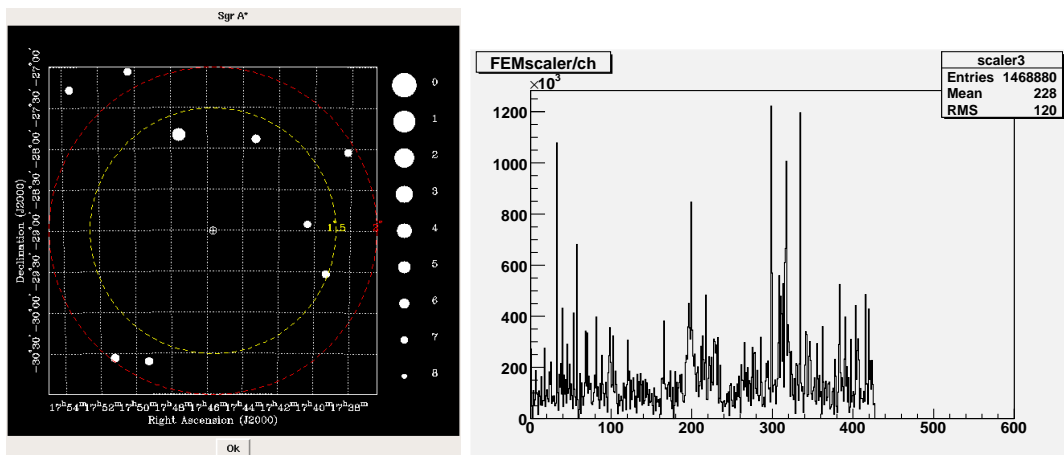 Sgr A*
-27°00'
-27°30'
-28°00'
-28°30'
-29°00'
-29°30'
-30°00'
-30°30'
Declination (J2000)
1°.5
2°
0
1
2
3
4
5
6
7
8
17ʰ54ᵐ 17ʰ52ᵐ 17ʰ50ᵐ 17ʰ48ᵐ 17ʰ46ᵐ 17ʰ44ᵐ 17ʰ42ᵐ 17ʰ40ᵐ 17ʰ38ᵐ
Right Ascension (J2000)
Ok
FEMscaler/ch
×10³
scaler3
Entries 1468880
Mean 228
RMS 120
1200
1000
800
600
400
200
0
0 100 200 300 400 500 600